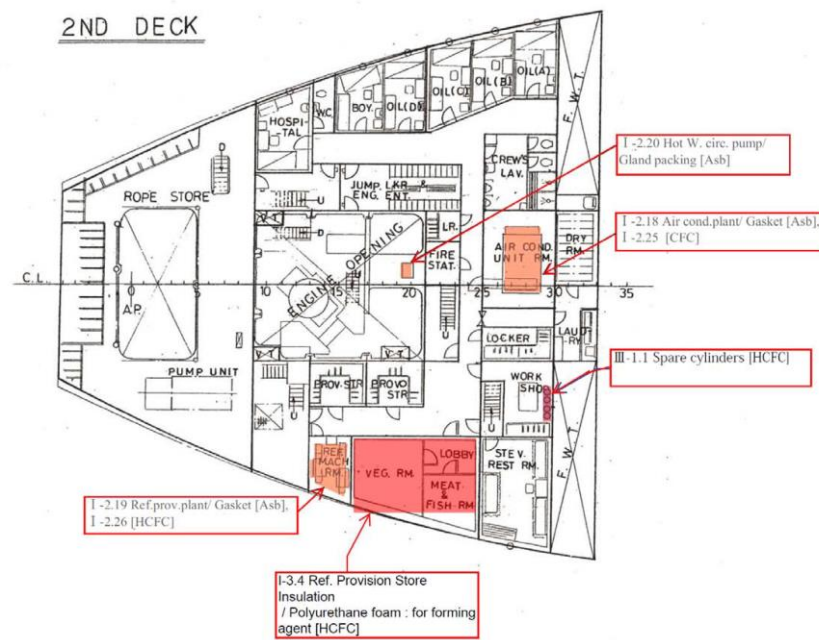 2ND DECK
OIL(A)
OIL(B)
OIL(C)
OIL(D)
BOY.
W.C.
HOSPI-
TAL
F.W.T.
I -2.20 Hot W. circ. pump/
Gland packing [Asb]
CREW'S
LAV.
JUMP. LKR
ENG. ENT.
ROPE STORE
D
U
D
LR.
FIRE
STAT.
AIR COND.
UNIT RM.
DRY
RM.
I -2.18 Air cond.plant/ Gasket [Asb],
I -2.25 [CFC]
ENGINE OPENING
U
C.L.
0
5
10
15
20
25
30
35
A.P.
U
LOCKER
LAUND-
RY
V.T.
V.T.
PUMP UNIT
PROV. STR
PROVO
STR
U
U
WORK
SHOP
III-1.1 Spare cylinders [HCFC]
REF
MACH
RM.
VEG. RM.
LOBBY
MEAT
&
FISH RM
STEV.
REST RM.
F.W.T.
I -2.19 Ref.prov.plant/ Gasket [Asb],
I -2.26 [HCFC]
I-3.4 Ref. Provision Store
Insulation
/ Polyurethane foam : for forming
agent [HCFC]